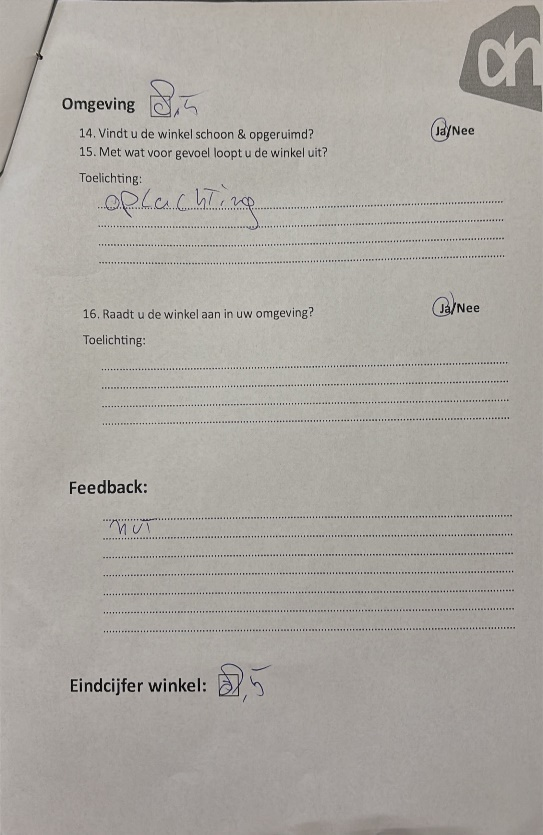 ah
Omgeving 8,5
14. Vindt u de winkel schoon & opgeruimd? Ja/Nee
15. Met wat voor gevoel loopt u de winkel uit?
Toelichting:
opluchting
16. Raadt u de winkel aan in uw omgeving? Ja/Nee
Toelichting:
Feedback:
Eindcijfer winkel: 8,5